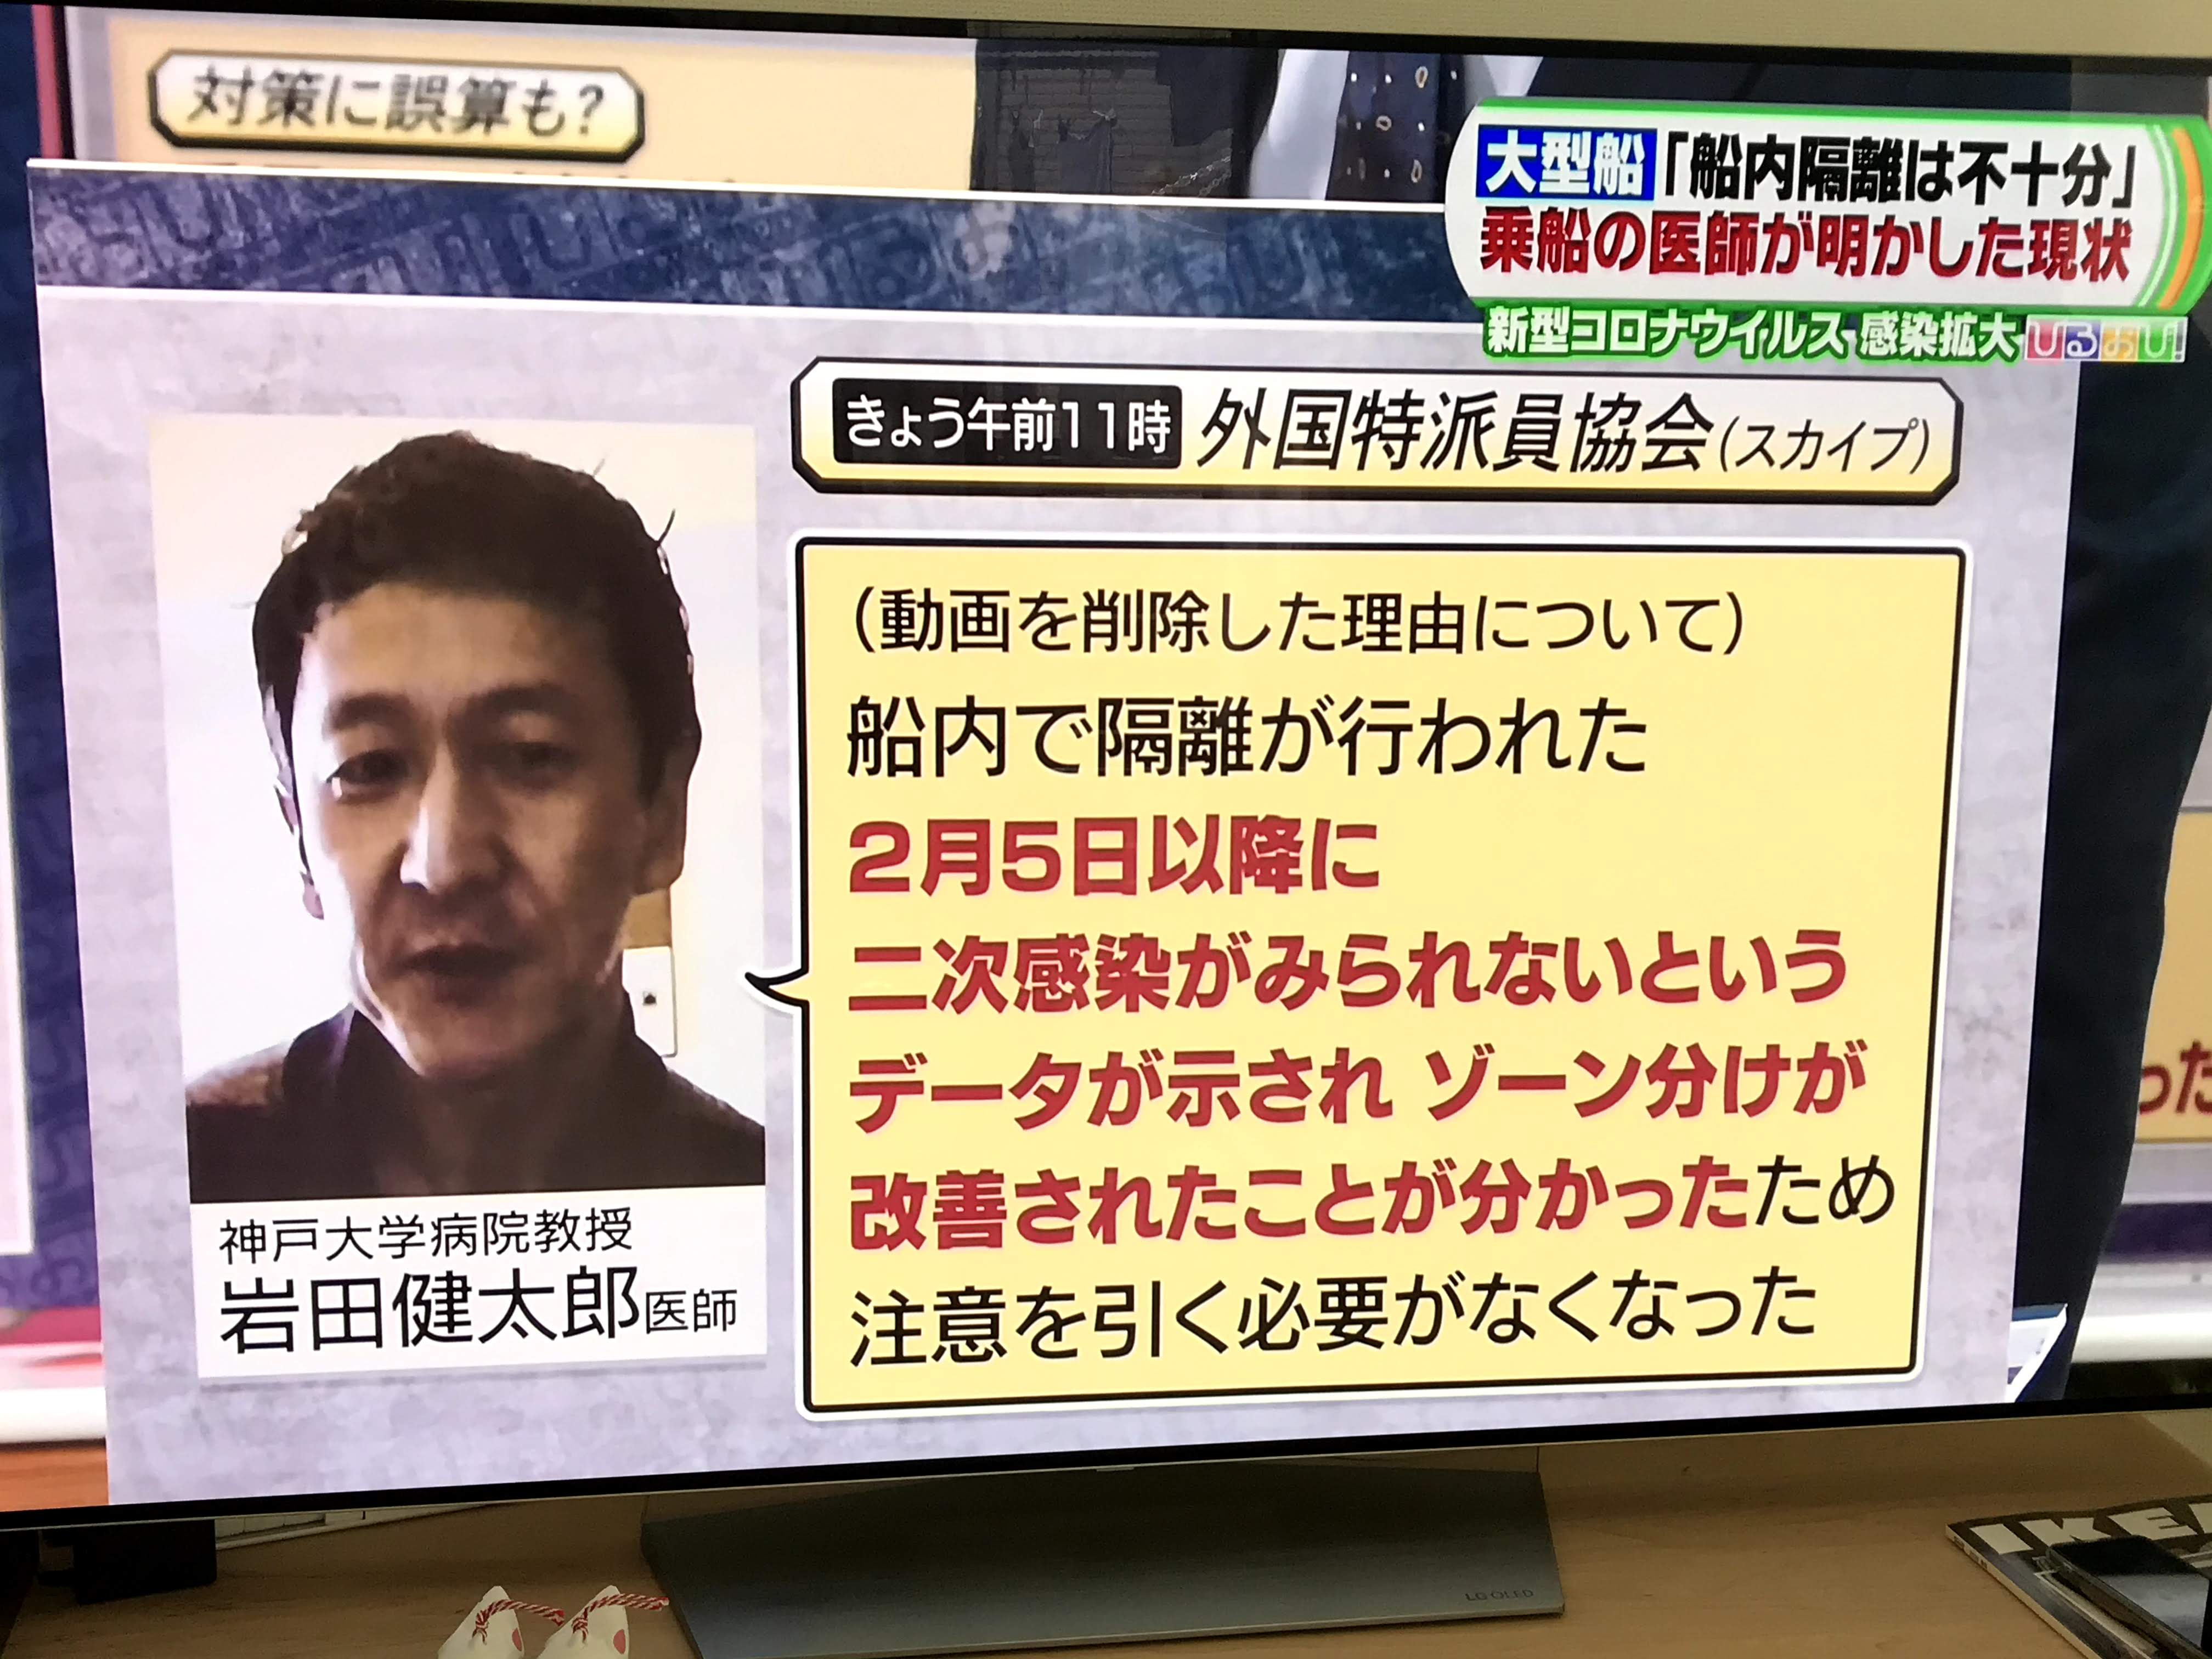 対策に誤算も?
大型船「船内隔離は不十分」
乗船の医師が明かした現状
新型コロナウイルス 感染拡大 ひるおび!
きょう午前11時 外国特派員協会(スカイプ)
(動画を削除した理由について)
船内で隔離が行われた
2月5日以降に
二次感染がみられないという
データが示され ゾーン分けが
改善されたことが分かったため
注意を引く必要がなくなった
神戸大学病院教授
岩田健太郎医師
った
LG OLED
IKEA